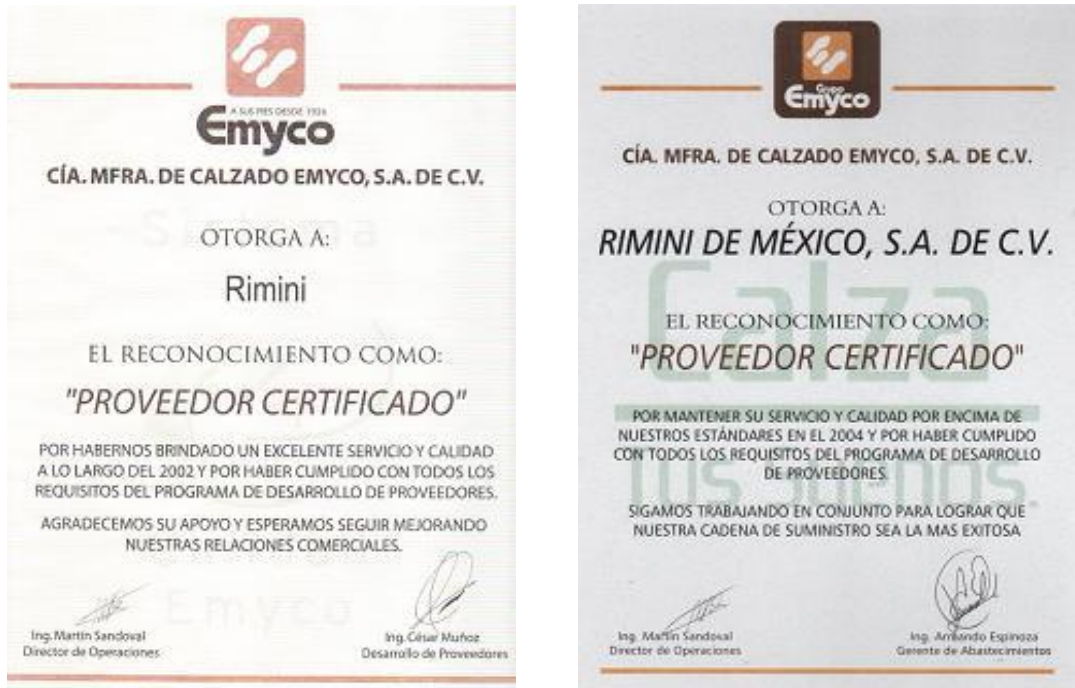 A SUS PIES DESDE 1926
Emyco
CÍA. MFRA. DE CALZADO EMYCO, S.A. DE C.V.
Sistema
OTORGA A:
Rimini
EL RECONOCIMIENTO COMO:
"PROVEEDOR CERTIFICADO"
POR HABERNOS BRINDADO UN EXCELENTE SERVICIO Y CALIDAD
A LO LARGO DEL 2002 Y POR HABER CUMPLIDO CON TODOS LOS
REQUISITOS DEL PROGRAMA DE DESARROLLO DE PROVEEDORES.
AGRADECEMOS SU APOYO Y ESPERAMOS SEGUIR MEJORANDO
NUESTRAS RELACIONES COMERCIALES.
Emyco
Ing. Martín Sandoval
Director de Operaciones
Ing. César Muñoz
Desarrollo de Proveedores
Grupo
Emyco
CÍA. MFRA. DE CALZADO EMYCO, S.A. DE C.V.
OTORGA A:
RIMINI DE MÉXICO, S.A. DE C.V.
Calza
EL RECONOCIMIENTO COMO:
"PROVEEDOR CERTIFICADO"
POR MANTENER SU SERVICIO Y CALIDAD POR ENCIMA DE
NUESTROS ESTÁNDARES EN EL 2004 Y POR HABER CUMPLIDO
CON TODOS LOS REQUISITOS DEL PROGRAMA DE DESARROLLO
DE PROVEEDORES.
Tus Sueños
SIGAMOS TRABAJANDO EN CONJUNTO PARA LOGRAR QUE
NUESTRA CADENA DE SUMINISTRO SEA LA MAS EXITOSA
Ing. Martín Sandoval
Director de Operaciones
Ing. Armando Espinoza
Gerente de Abastecimientos